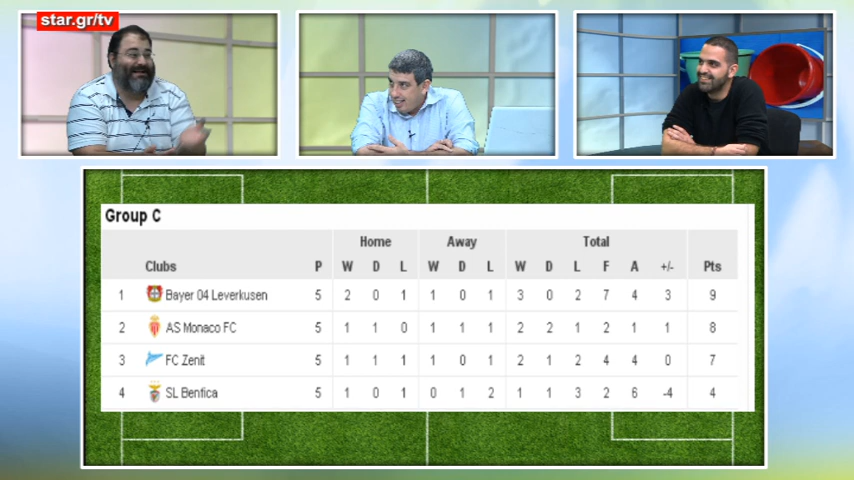 star.gr/tv
Group C
Home Away Total
Clubs P W D L W D L W D L F A +/- Pts
1 Bayer 04 Leverkusen 5 2 0 1 1 0 1 3 0 2 7 4 3 9
2 AS Monaco FC 5 1 1 0 1 1 1 2 2 1 2 1 1 8
3 FC Zenit 5 1 1 1 1 0 1 2 1 2 4 4 0 7
4 SL Benfica 5 1 0 1 0 1 2 1 1 3 2 6 -4 4